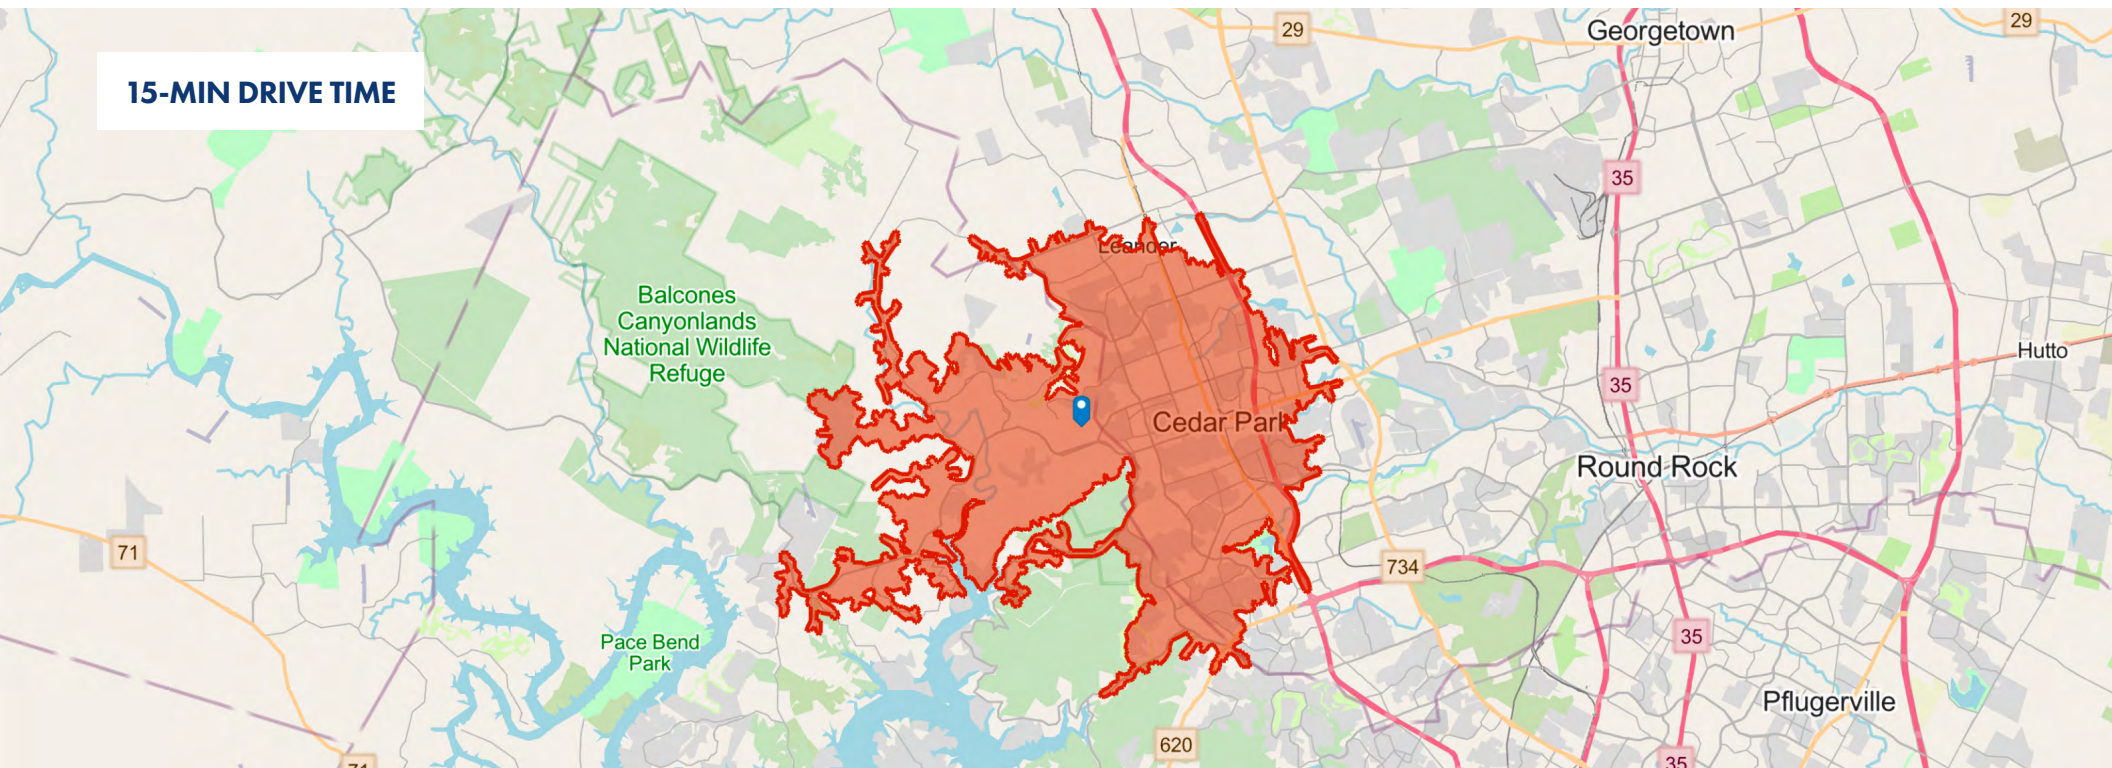 29
29
Georgetown
15-MIN DRIVE TIME
35
Leander
Balcones
Canyonlands
National Wildlife
Refuge
Hutto
35
Cedar Park
Round Rock
71
734
35
Pace Bend
Park
Pflugerville
620
35
71